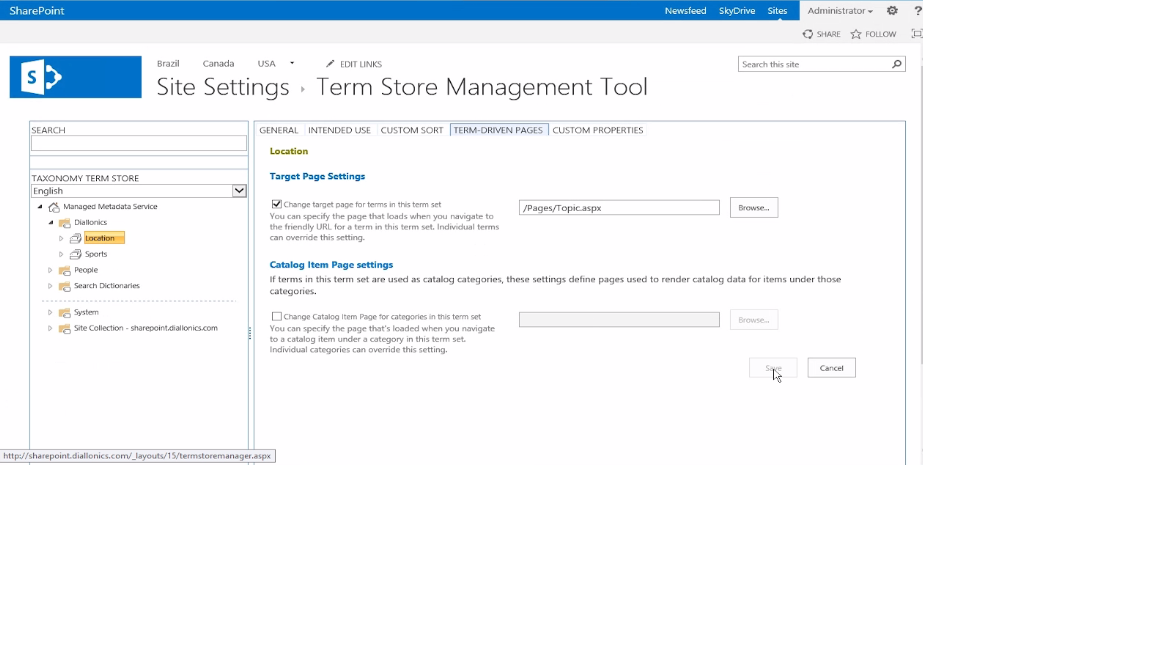 SharePoint
Newsfeed SkyDrive Sites Administrator ?
SHARE FOLLOW
Brazil Canada USA EDIT LINKS
Search this site
S
Site Settings › Term Store Management Tool
SEARCH
TAXONOMY TERM STORE
English
Managed Metadata Service
Diallonics
Location
Sports
People
Search Dictionaries
System
Site Collection - sharepoint.diallonics.com
GENERAL INTENDED USE CUSTOM SORT TERM-DRIVEN PAGES CUSTOM PROPERTIES
Location
Target Page Settings
Change target page for terms in this term set
You can specify the page that loads when you navigate to
the friendly URL for a term in this term set. Individual terms
can override this setting.
/Pages/Topic.aspx Browse...
Catalog Item Page settings
If terms in this term set are used as catalog categories, these settings define pages used to render catalog data for items under those
categories.
Change Catalog Item Page for categories in this term set
You can specify the page that's loaded when you navigate
to a catalog item under a category in this term set.
Individual categories can override this setting.
Browse...
Save Cancel
http://sharepoint.diallonics.com/_layouts/15/termstoremanager.aspx